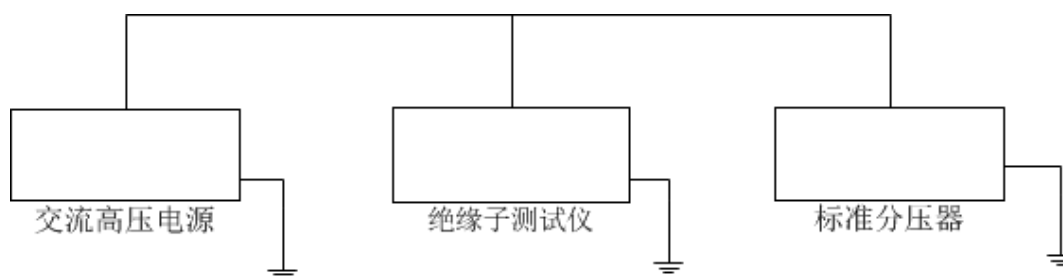 交流高压电源
绝缘子测试仪
标准分压器